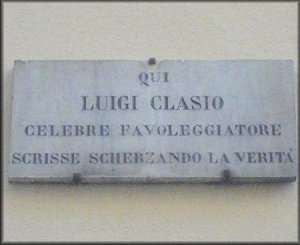 QUI
LUIGI CLASIO
CELEBRE FAVOLEGGIATORE
SCRISSE SCHERZANDO LA VERITÀ